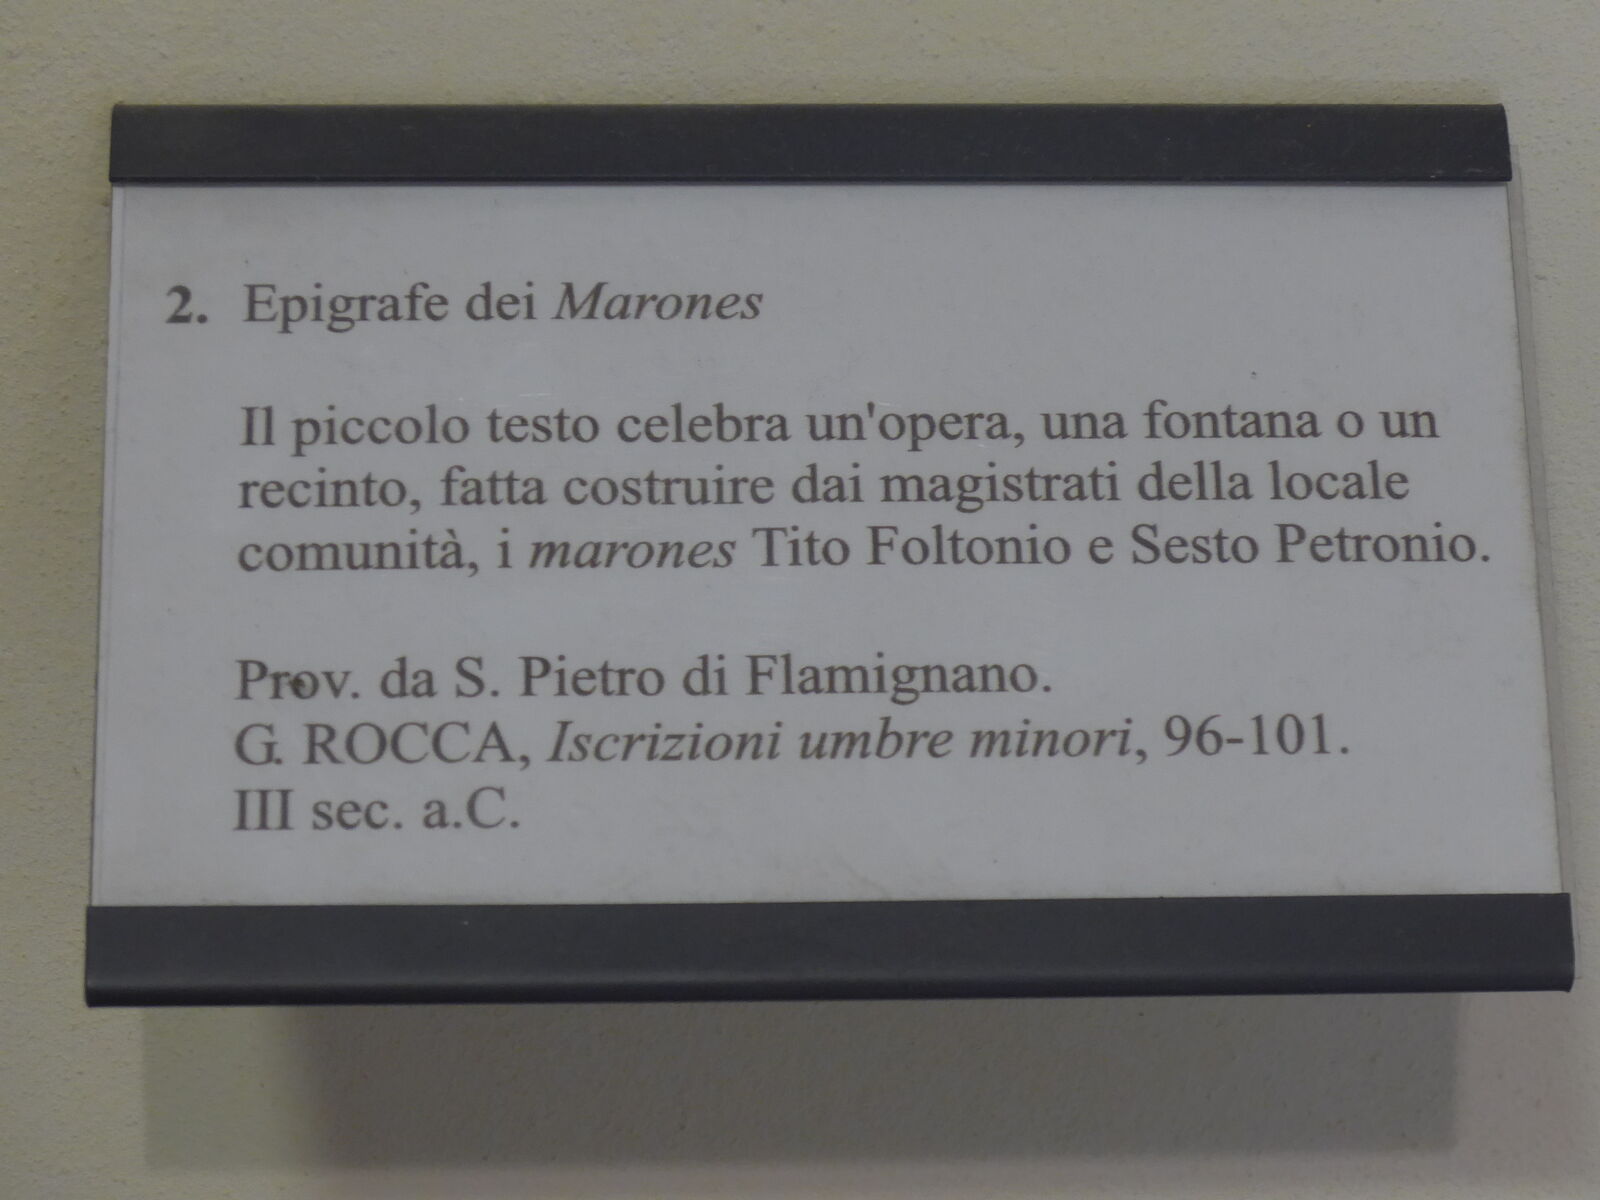 2. Epigrafe dei Marones
Il piccolo testo celebra un'opera, una fontana o un
recinto, fatta costruire dai magistrati della locale
comunità, i marones Tito Foltonio e Sesto Petronio.
Prov. da S. Pietro di Flamignano.
G. ROCCA, Iscrizioni umbre minori, 96-101.
III sec. a.C.